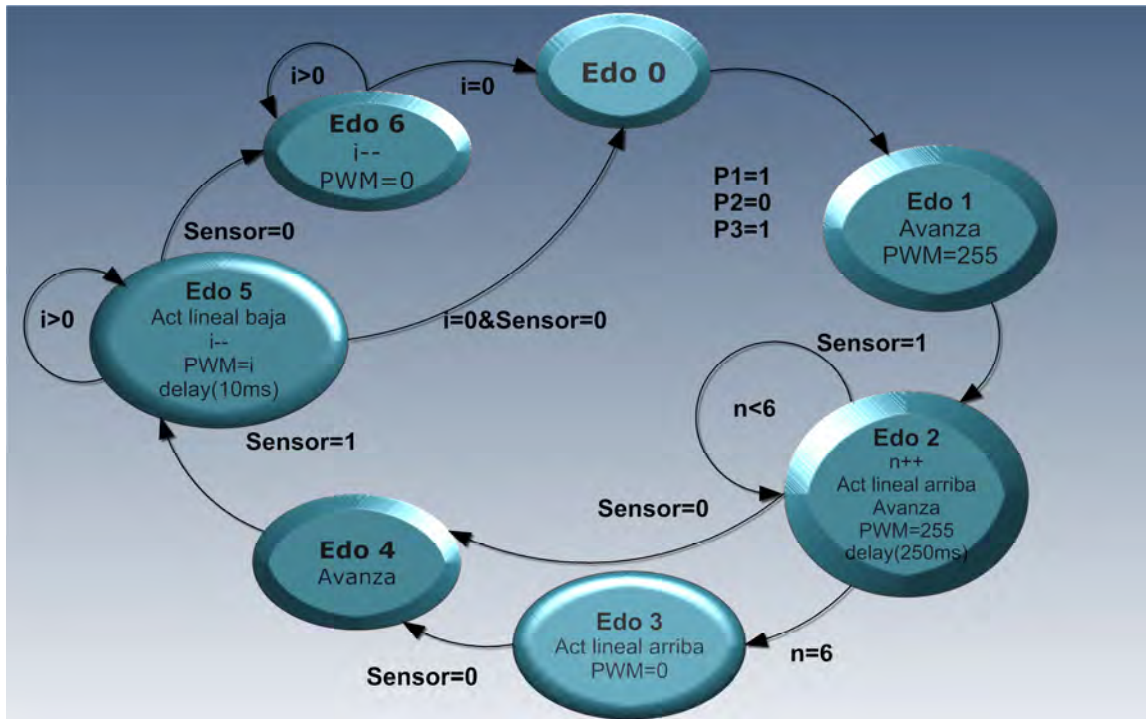 Edo 0
i>0
i=0
Edo 6
i--
PWM=0
P1=1
P2=0
P3=1
Edo 1
Avanza
PWM=255
Sensor=0
Edo 5
Act lineal baja
i--
PWM=i
delay(10ms)
i>0
i=0&Sensor=0
Sensor=1
n<6
Edo 2
n++
Act lineal arriba
Avanza
PWM=255
delay(250ms)
Sensor=1
Sensor=0
Edo 4
Avanza
Edo 3
Act lineal arriba
PWM=0
n=6
Sensor=0